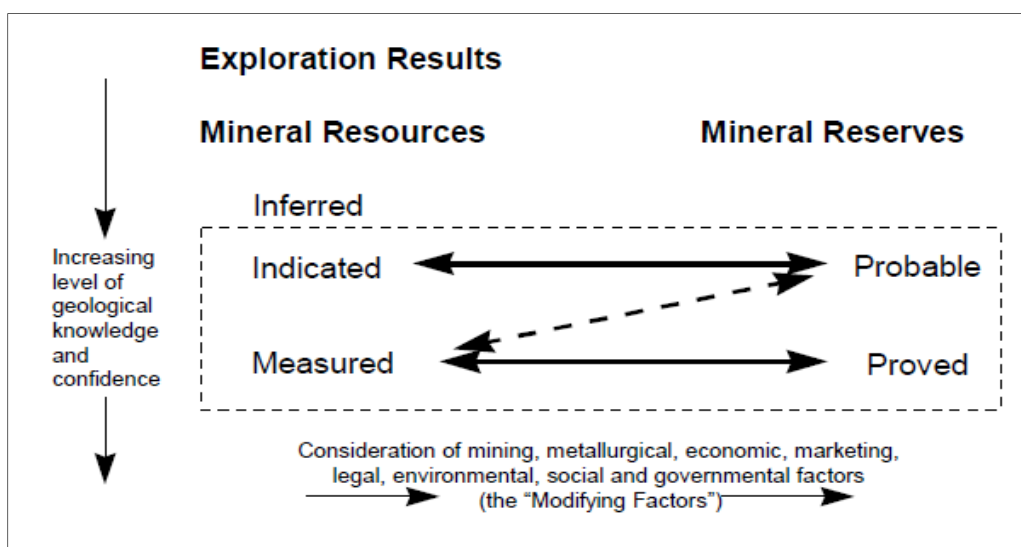 Exploration Results
Mineral Resources
Mineral Reserves
Inferred
Indicated
Probable
Measured
Proved
Increasing
level of
geological
knowledge
and
confidence
Consideration of mining, metallurgical, economic, marketing,
legal, environmental, social and governmental factors
(the “Modifying Factors”)